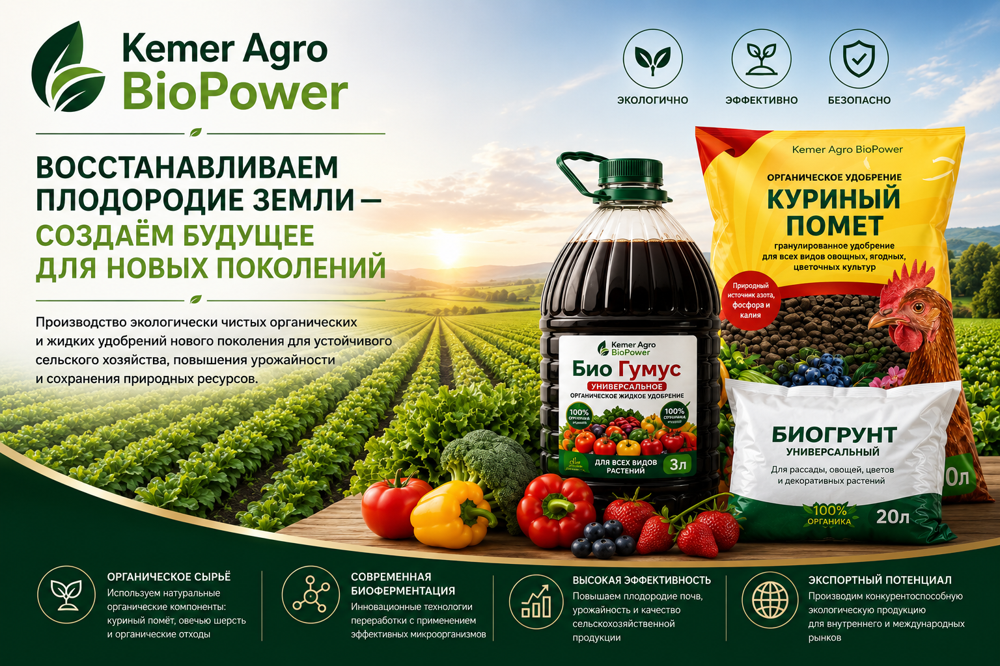 Kemer Agro
BioPower
ЭКОЛОГИЧНО
ЭФФЕКТИВНО
БЕЗОПАСНО
ВОССТАНАВЛИВАЕМ
ПЛОДОРОДИЕ ЗЕМЛИ —
СОЗДАЁМ БУДУЩЕЕ
ДЛЯ НОВЫХ ПОКОЛЕНИЙ
Производство экологически чистых органических
и жидких удобрений нового поколения для устойчивого
сельского хозяйства, повышения урожайности
и сохранения природных ресурсов.
Kemer Agro BioPower
ОРГАНИЧЕСКОЕ УДОБРЕНИЕ
КУРИНЫЙ
ПОМЕТ
гранулированное удобрение
для всех видов овощных, ягодных,
цветочных культур
Природный
источник азота,
фосфора и
калия
0л
Kemer Agro
BioPower
Био Гумус
УНИВЕРСАЛЬНОЕ
ОРГАНИЧЕСКОЕ ЖИДКОЕ УДОБРЕНИЕ
100%
100%
ДЛЯ ВСЕХ ВИДОВ
РАСТЕНИЙ
3л
БИОГРУНТ
УНИВЕРСАЛЬНЫЙ
Для рассады, овощей, цветов
и декоративных растений
100%
ОРГАНИКА
20л
ОРГАНИЧЕСКОЕ СЫРЬЁ
Используем натуральные
органические компоненты:
куриный помёт, овечью шерсть
и органические отходы
СОВРЕМЕННАЯ
БИОФЕРМЕНТАЦИЯ
Инновационные технологии
переработки с применением
эффективных микроорганизмов
ВЫСОКАЯ ЭФФЕКТИВНОСТЬ
Повышаем плодородие почв,
урожайность и качество
сельскохозяйственной
продукции
ЭКСПОРТНЫЙ ПОТЕНЦИАЛ
Производим конкурентоспособную
экологическую продукцию
для внутреннего и международных
рынков